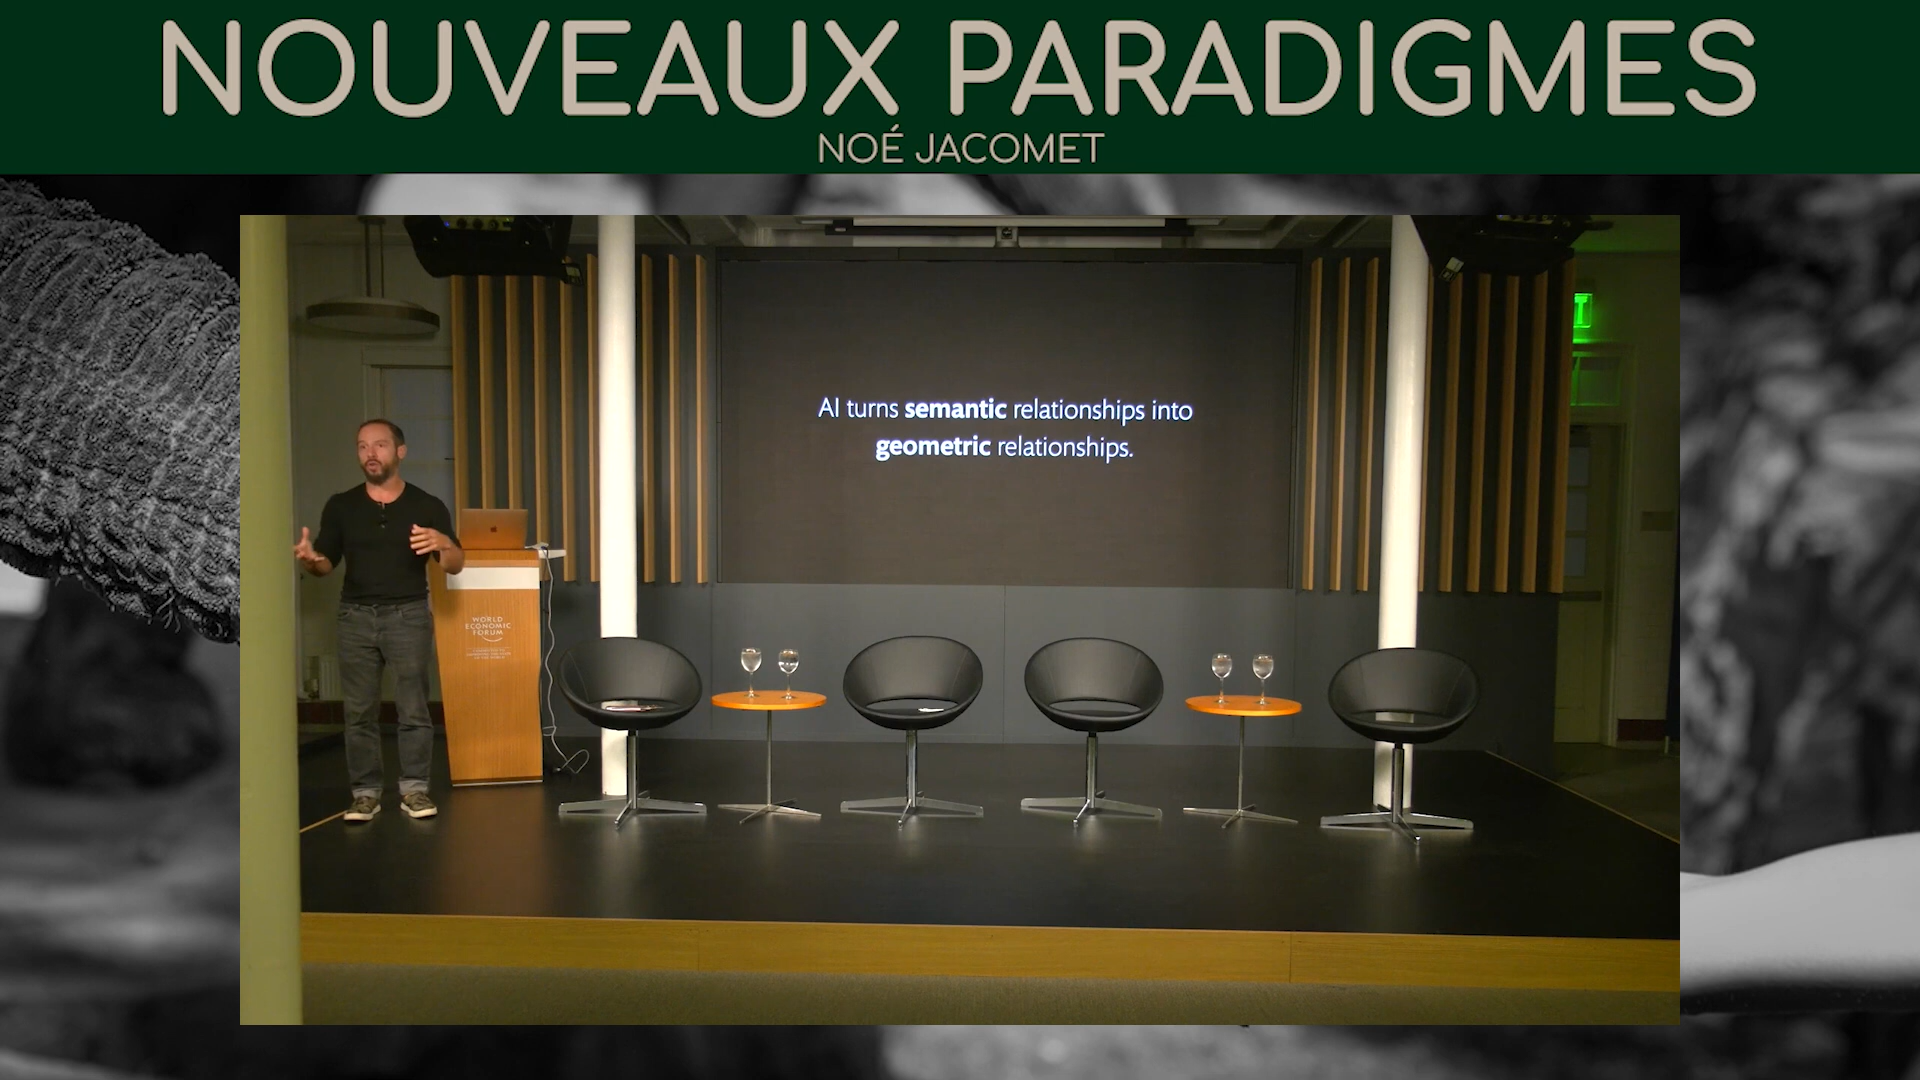 NOUVEAUX PARADIGMES
NOÉ JACOMET
AI turns semantic relationships into
geometric relationships.
WORLD
ECONOMIC
FORUM